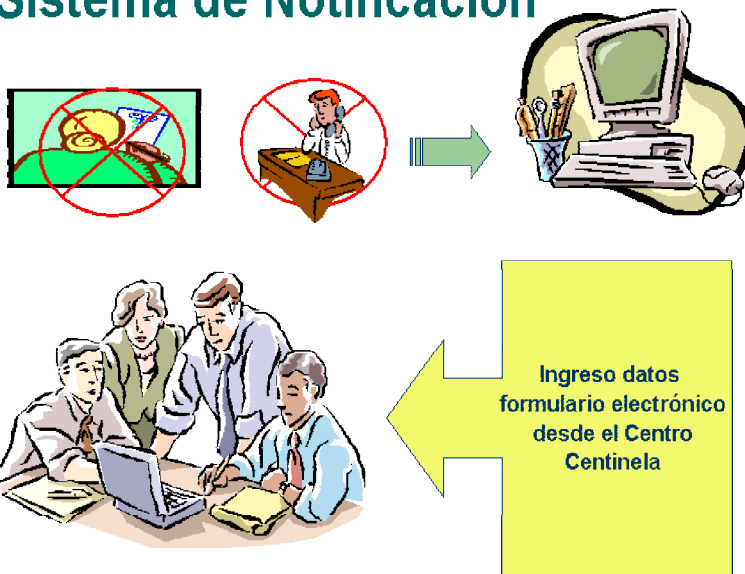 Sistema de Notificación
Ingreso datos
formulario electrónico
desde el Centro
Centinela